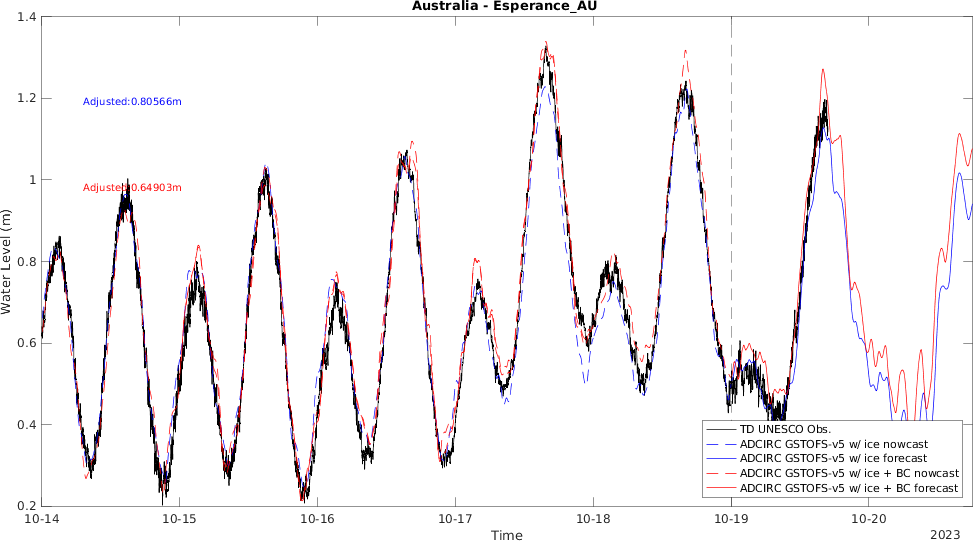 Australia - Esperance_AU
1.4
1.2
1
0.8
0.6
0.4
0.2
Water Level (m)
Adjusted:0.80566m
Adjusted:0.64903m
TD UNESCO Obs.
ADCIRC GSTOFS-v5 w/ ice nowcast
ADCIRC GSTOFS-v5 w/ ice forecast
ADCIRC GSTOFS-v5 w/ ice + BC nowcast
ADCIRC GSTOFS-v5 w/ ice + BC forecast
10-14 10-15 10-16 10-17 10-18 10-19 10-20
Time
2023